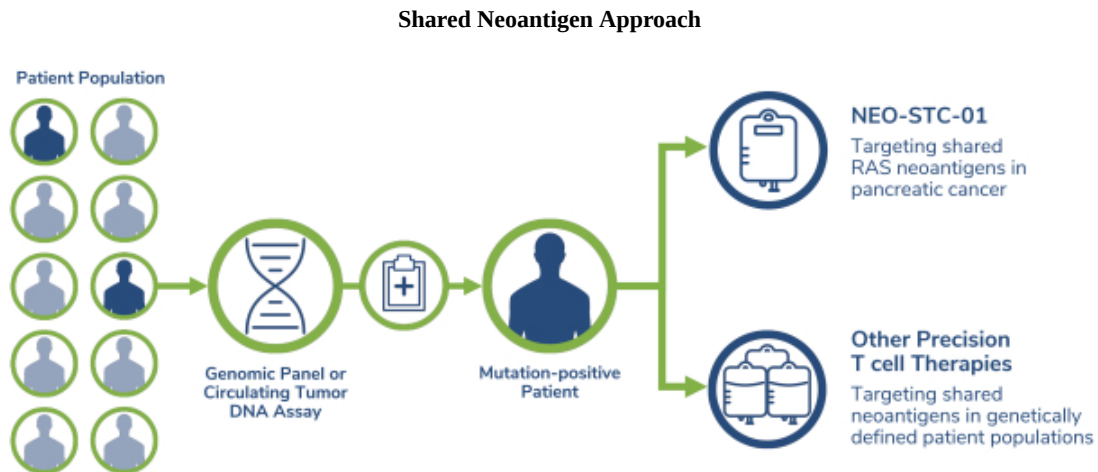 Shared Neoantigen Approach
Patient Population
NEO-STC-01
Targeting shared
RAS neoantigens in
pancreatic cancer
Genomic Panel or
Circulating Tumor
DNA Assay
Mutation-positive
Patient
Other Precision
T cell Therapies
Targeting shared
neoantigens in genetically
defined patient populations